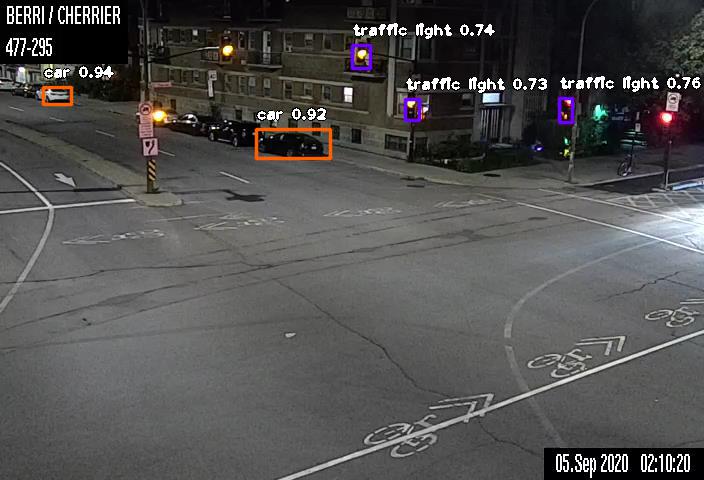 BERRI / CHERRIER
477-295
traffic light 0.74
car 0.94
traffic light 0.73
traffic light 0.76
car 0.92
05.Sep 2020 02:10:20